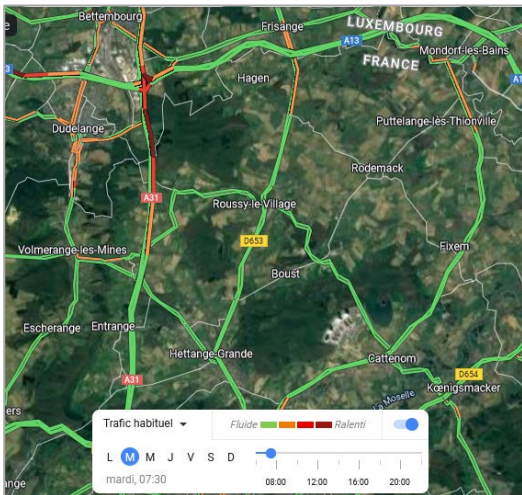 Bettembourg
Frisange
LUXEMBOURG
A13
Mondorf-les-Bains
FRANCE
Hagen
Puttelange-lès-Thionville
Dudelange
Rodemack
A31
Roussy-le-Village
D653
Volmerange-les-Mines
Fixem
Boust
Escherange
Entrange
Hettange-Grande
Cattenom
A31
D654
Kœnigsmacker
La Moselle
Trafic habituel
Fluide
Ralenti
L M M J V S D
mardi, 07:30
08:00 12:00 16:00 20:00